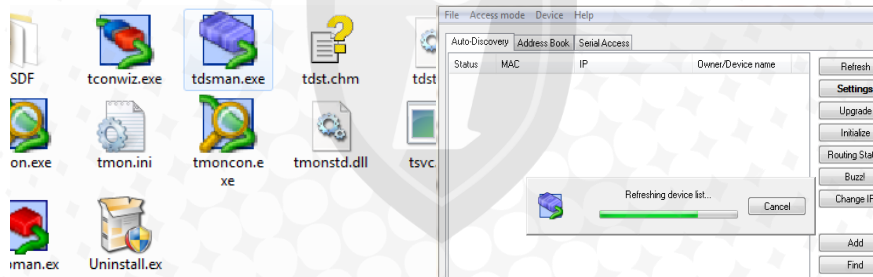 File Access mode Device Help
Auto-Discovery Address Book Serial Access
Status MAC IP Owner/Device name
Refresh
Settings
Upgrade
Initialize
Routing Stat
Buzz!
Change IP
Add
Find
Refreshing device list...
Cancel
SDF tconwiz.exe tdsman.exe tdst.chm tdst
on.exe tmon.ini tmoncon.e
xe tmonstd.dll tsvc.
oman.ex Uninstall.ex